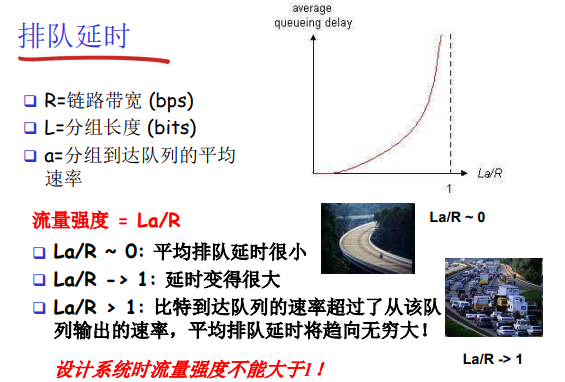 排队延时
average
queueing delay
R=链路带宽 (bps)
L=分组长度 (bits)
a=分组到达队列的平均
速率
La/R
1
流量强度 = La/R
La/R ~ 0: 平均排队延时很小
La/R -> 1: 延时变得很大
La/R > 1: 比特到达队列的速率超过了从该队
列输出的速率，平均排队延时将趋向无穷大!
设计系统时流量强度不能大于1！
La/R ~ 0
La/R -> 1